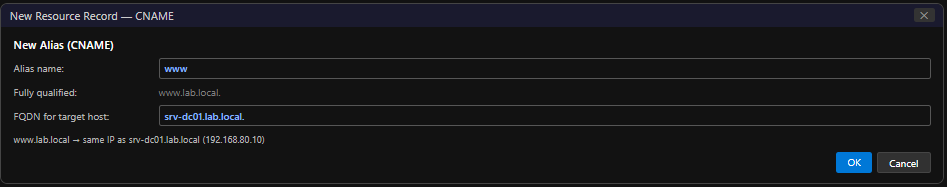 New Resource Record — CNAME
New Alias (CNAME)
Alias name:
www
Fully qualified:
www.lab.local.
FQDN for target host:
srv-dc01.lab.local.
www.lab.local → same IP as srv-dc01.lab.local (192.168.80.10)
OK
Cancel